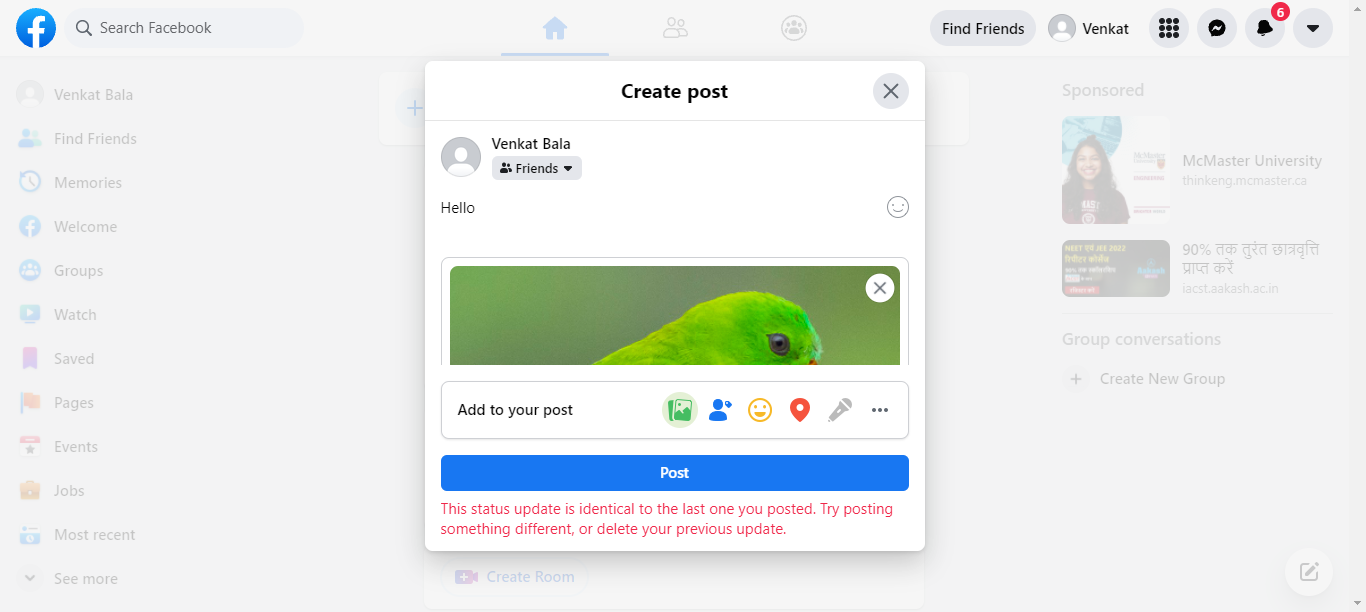 Search Facebook
Find Friends
Venkat
6
Create post
Venkat Bala
Friends
Hello
Add to your post
Post
This status update is identical to the last one you posted. Try posting
something different, or delete your previous update.
Venkat Bala
Find Friends
Memories
Welcome
Groups
Watch
Saved
Pages
Events
Jobs
Most recent
See more
Create Room
Sponsored
McMaster University
thinkeng.mcmaster.ca
90% तक तुरंत छात्रवृत्ति
प्राप्त करें
iacst.aakash.ac.in
Group conversations
Create New Group